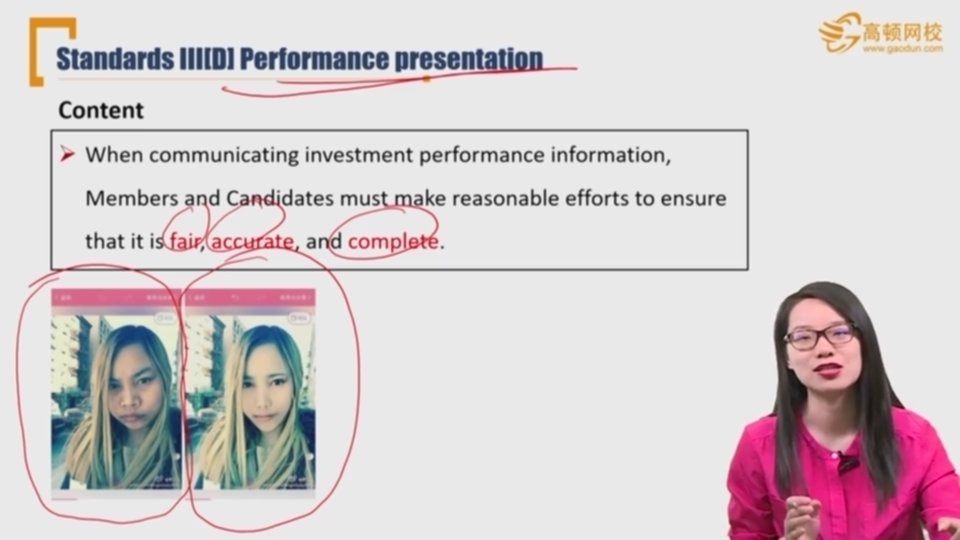 Standards III[D] Performance presentation
高顿网校
www.gaodun.com
Content
When communicating investment performance information,
Members and Candidates must make reasonable efforts to ensure
that it is fair, accurate, and complete.